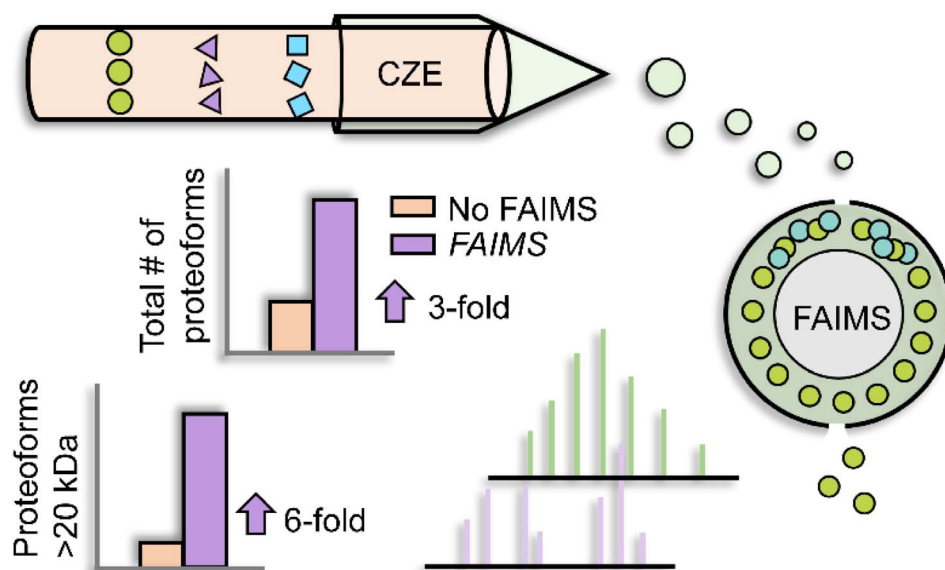 CZE
Total # of
proteoforms
No FAIMS
FAIMS
3-fold
FAIMS
Proteoforms
>20 kDa
6-fold